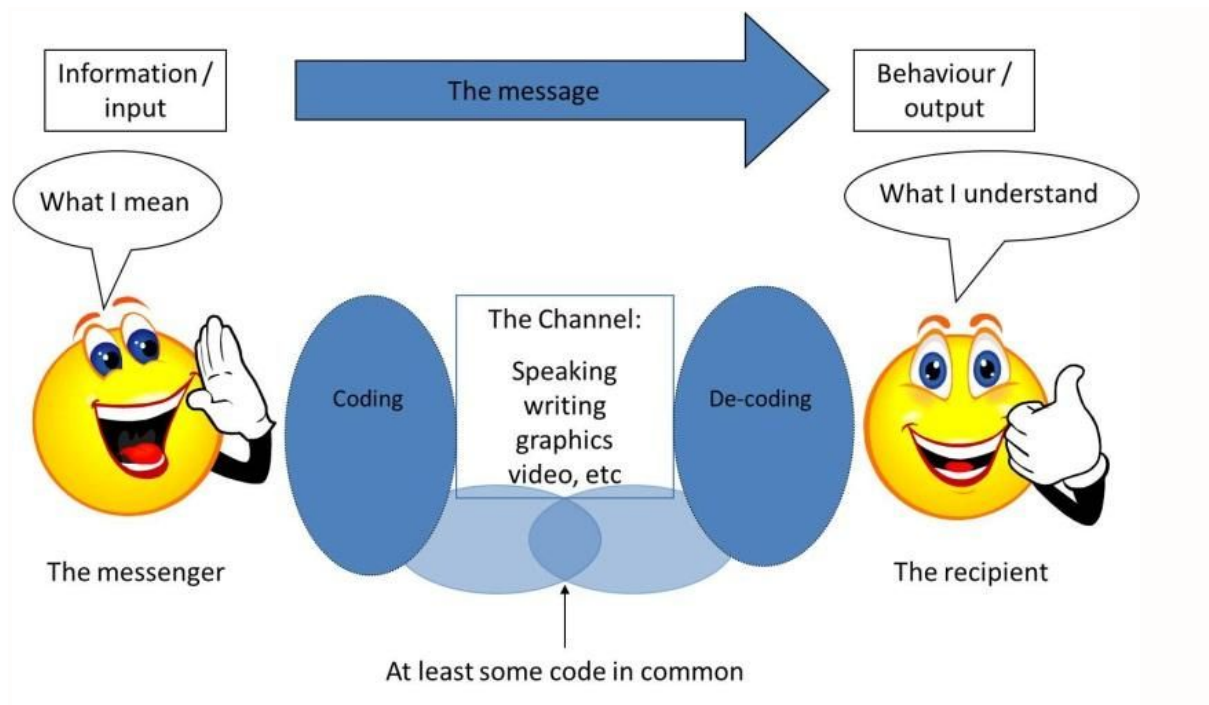 Information /
input
The message
Behaviour /
output
What I mean
What I understand
The Channel:
Speaking
writing
graphics
video, etc
Coding
De-coding
The messenger
The recipient
At least some code in common